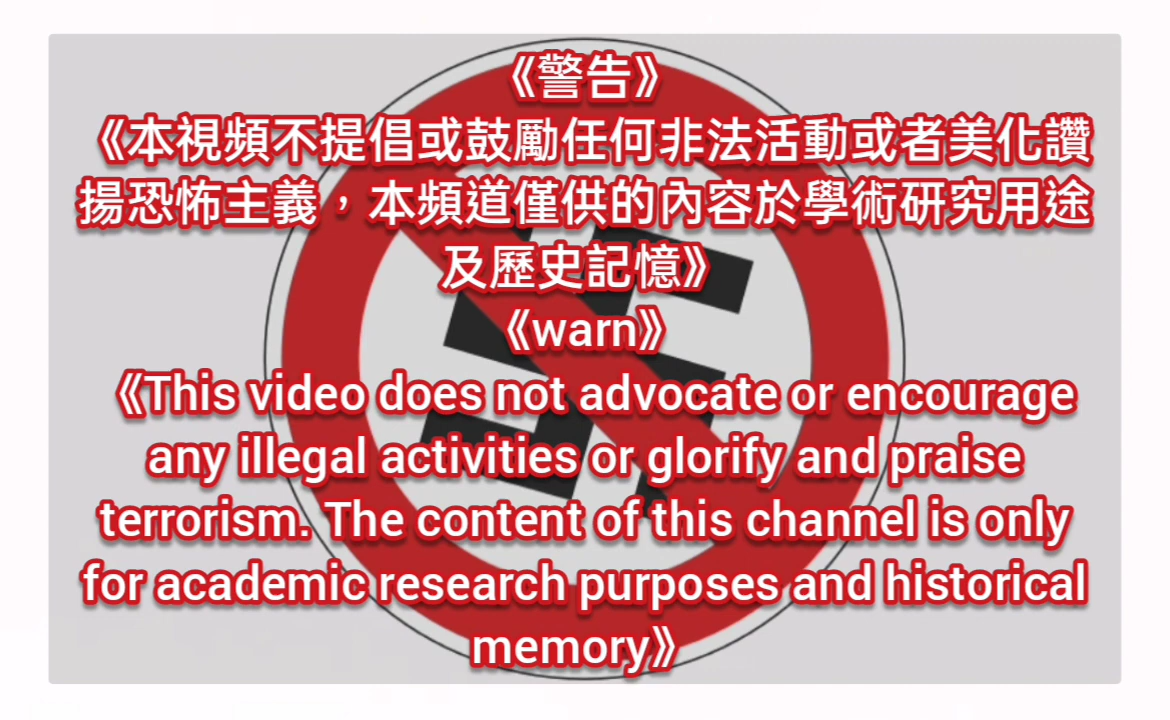 《警告》
《本視頻不提倡或鼓勵任何非法活動或者美化讚
揚恐怖主義，本頻道僅供的內容於學術研究用途
及歷史記憶》
《warn》
《This video does not advocate or encourage
any illegal activities or glorify and praise
terrorism. The content of this channel is only
for academic research purposes and historical
memory》